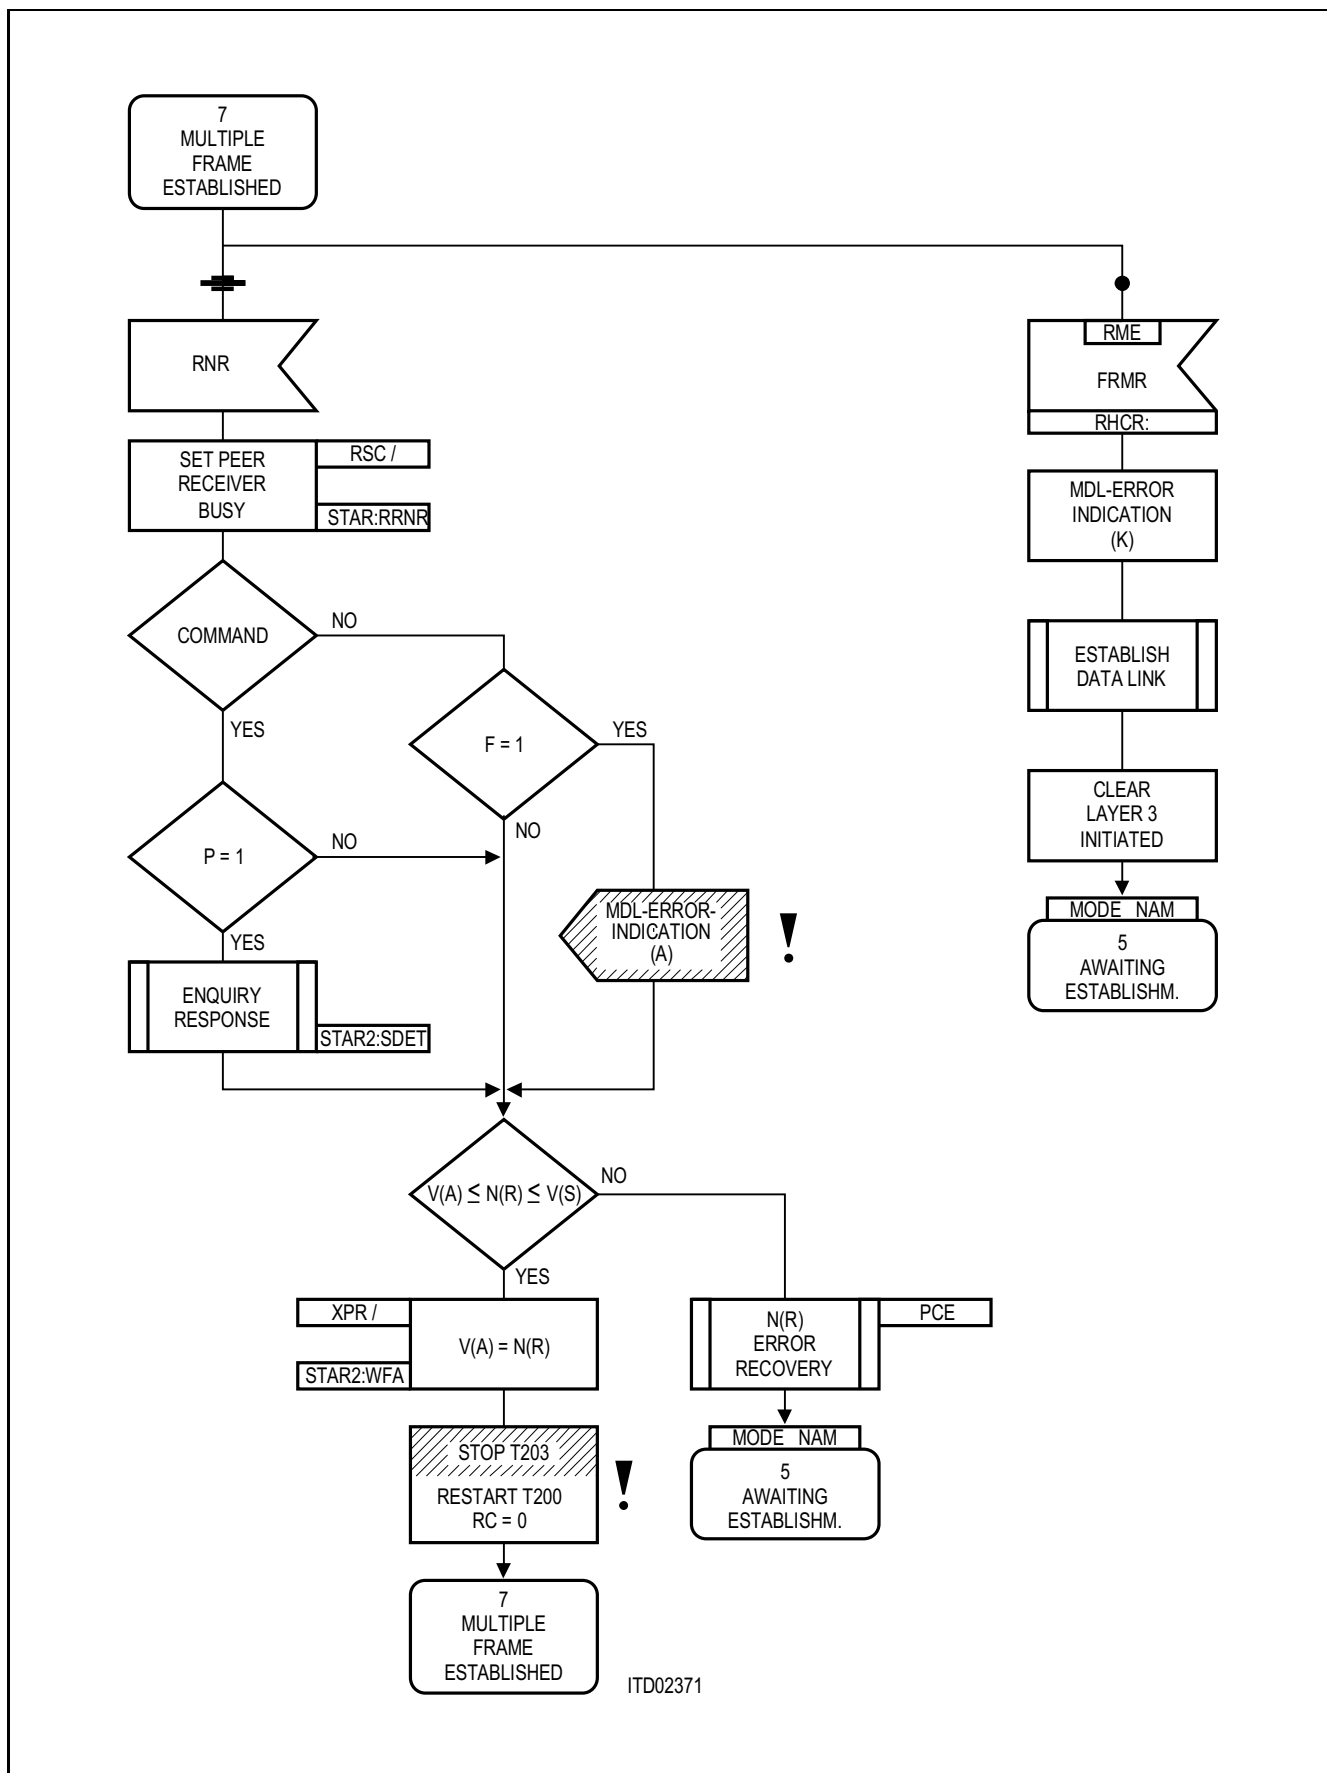 7
MULTIPLE
FRAME
ESTABLISHED
RNR
RME
FRMR
RHCR:
SET PEER
RECEIVER
BUSY
RSC /
STAR:RRNR
MDL-ERROR
INDICATION
(K)
COMMAND
NO
YES
ESTABLISH
DATA LINK
F = 1
YES
NO
CLEAR
LAYER 3
INITIATED
P = 1
NO
YES
MDL-ERROR-
INDICATION
(A)
!
MODE NAM
5
AWAITING
ESTABLISHM.
ENQUIRY
RESPONSE
STAR2:SDET
V(A) ≤ N(R) ≤ V(S)
NO
YES
XPR /
STAR2:WFA
V(A) = N(R)
N(R)
ERROR
RECOVERY
PCE
STOP T203
RESTART T200
RC = 0
!
MODE NAM
5
AWAITING
ESTABLISHM.
7
MULTIPLE
FRAME
ESTABLISHED
ITD02371